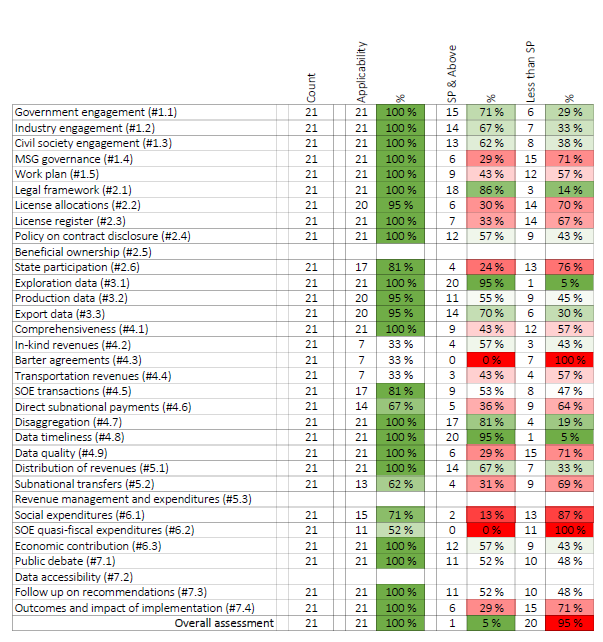 Count Applicability % SP & Above % Less than SP %
Government engagement (#1.1) 21 21 100 % 15 71 % 6 29 %
Industry engagement (#1.2) 21 21 100 % 14 67 % 7 33 %
Civil society engagement (#1.3) 21 21 100 % 13 62 % 8 38 %
MSG governance (#1.4) 21 21 100 % 6 29 % 15 71 %
Work plan (#1.5) 21 21 100 % 9 43 % 12 57 %
Legal framework (#2.1) 21 21 100 % 18 86 % 3 14 %
License allocations (#2.2) 21 20 95 % 6 30 % 14 70 %
License register (#2.3) 21 21 100 % 7 33 % 14 67 %
Policy on contract disclosure (#2.4) 21 21 100 % 12 57 % 9 43 %
Beneficial ownership (#2.5)
State participation (#2.6) 21 17 81 % 4 24 % 13 76 %
Exploration data (#3.1) 21 21 100 % 20 95 % 1 5 %
Production data (#3.2) 21 20 95 % 11 55 % 9 45 %
Export data (#3.3) 21 20 95 % 14 70 % 6 30 %
Comprehensiveness (#4.1) 21 21 100 % 9 43 % 12 57 %
In-kind revenues (#4.2) 21 7 33 % 4 57 % 3 43 %
Barter agreements (#4.3) 21 7 33 % 0 0 % 7 100 %
Transportation revenues (#4.4) 21 7 33 % 3 43 % 4 57 %
SOE transactions (#4.5) 21 17 81 % 9 53 % 8 47 %
Direct subnational payments (#4.6) 21 14 67 % 5 36 % 9 64 %
Disaggregation (#4.7) 21 21 100 % 17 81 % 4 19 %
Data timeliness (#4.8) 21 21 100 % 20 95 % 1 5 %
Data quality (#4.9) 21 21 100 % 6 29 % 15 71 %
Distribution of revenues (#5.1) 21 21 100 % 14 67 % 7 33 %
Subnational transfers (#5.2) 21 13 62 % 4 31 % 9 69 %
Revenue management and expenditures (#5.3)
Social expenditures (#6.1) 21 15 71 % 2 13 % 13 87 %
SOE quasi-fiscal expenditures (#6.2) 21 11 52 % 0 0 % 11 100 %
Economic contribution (#6.3) 21 21 100 % 12 57 % 9 43 %
Public debate (#7.1) 21 21 100 % 11 52 % 10 48 %
Data accessibility (#7.2)
Follow up on recommendations (#7.3) 21 21 100 % 11 52 % 10 48 %
Outcomes and impact of implementation (#7.4) 21 21 100 % 6 29 % 15 71 %
Overall assessment 21 21 100 % 1 5 % 20 95 %